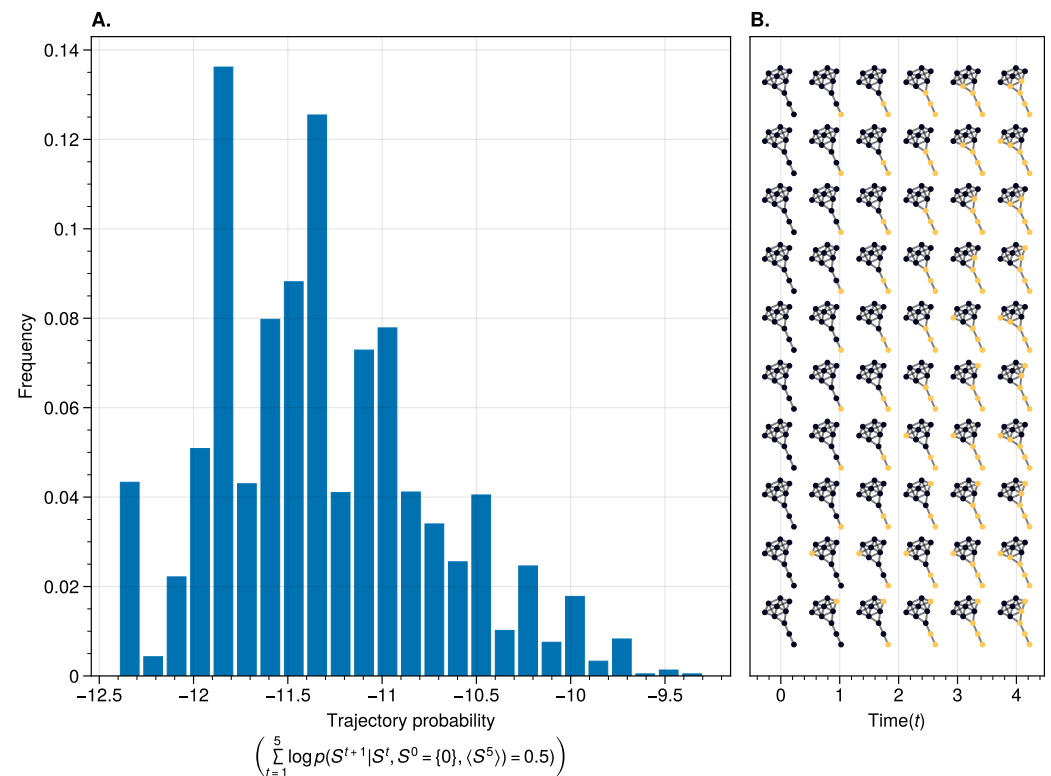 A.
B.
0.14
0.12
0.1
0.08
0.06
0.04
0.02
0
Frequency
−12.5 −12 −11.5 −11 −10.5 −10 −9.5
0 1 2 3 4
Trajectory probability
Time(t)
(∑_{t=1}^{5} log p(S^{t+1}|S^t, S^0 = {0}, ⟨S^5⟩) = 0.5)